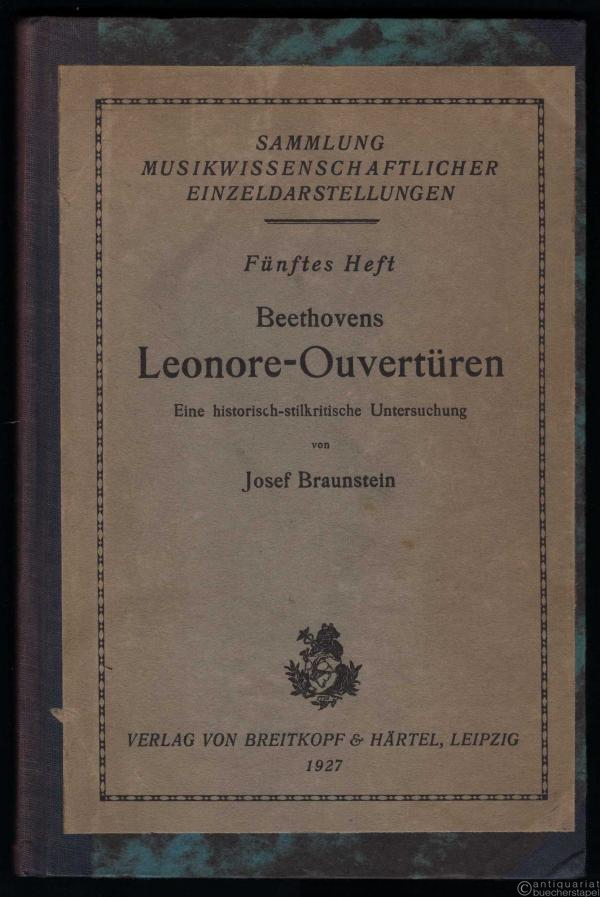 SAMMLUNG
MUSIKWISSENSCHAFTLICHER
EINZELDARSTELLUNGEN
Fünftes Heft
Beethovens
Leonore-Ouvertüren
Eine historisch-stilkritische Untersuchung
von
Josef Braunstein
VERLAG VON BREITKOPF & HÄRTEL, LEIPZIG
1927
©antiquariat
buecherstapel